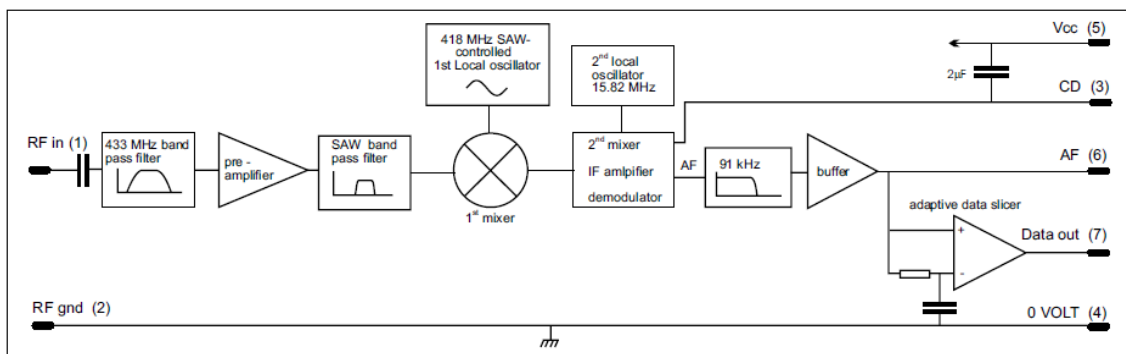 418 MHz SAW-
controlled
1st Local oscillator
2nd local
oscillator
15.82 MHz
Vcc (5)
2µF
CD (3)
RF in (1)
433 MHz band
pass filter
pre -
amplifier
SAW band
pass filter
1st mixer
2nd mixer
IF amlpifier
demodulator
AF
91 kHz
buffer
AF (6)
adaptive data slicer
+
-
Data out (7)
RF gnd (2)
0 VOLT (4)